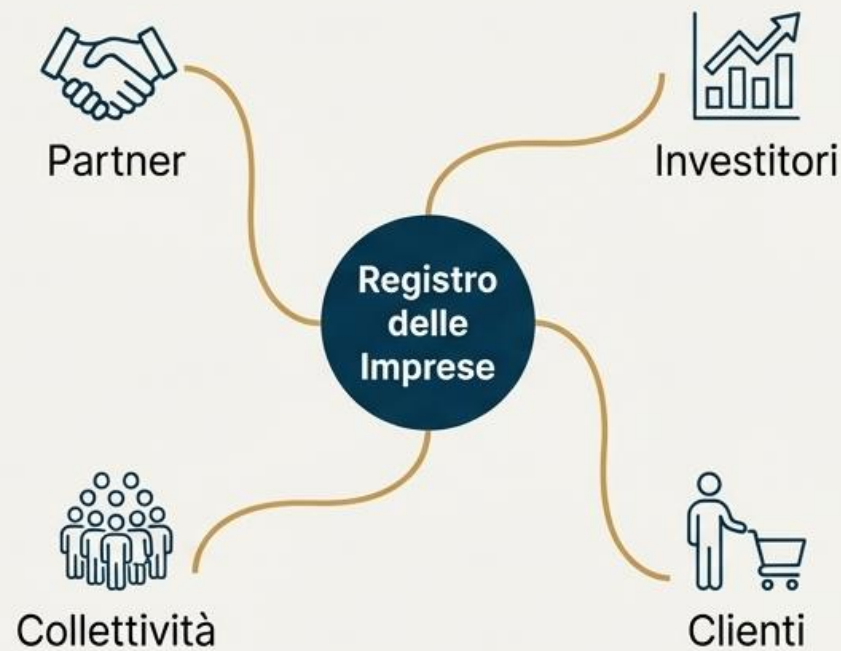 Partner
Investitori
Registro
delle
Imprese
Collettività
Clienti